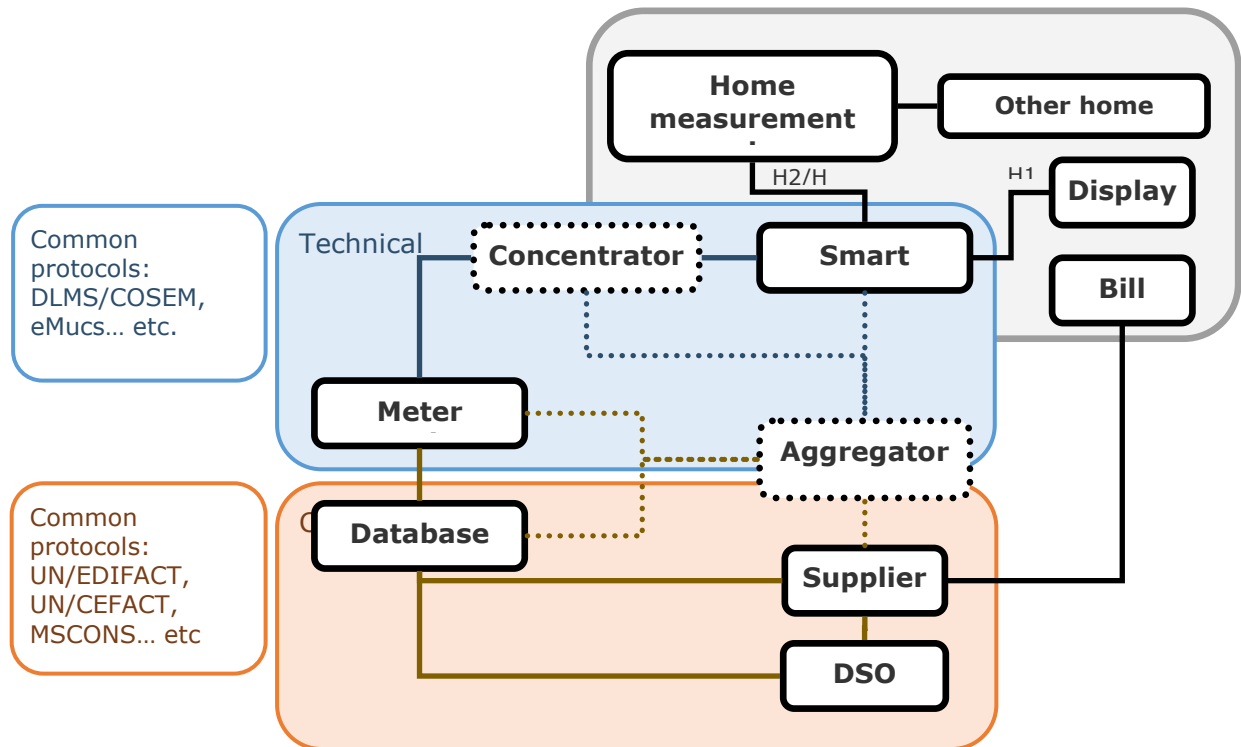 Home
measurement
Other home
H2/H
H1
Display
Common
protocols:
DLMS/COSEM,
eMucs... etc.
Technical
Concentrator
Smart
Bill
Meter
Aggregator
Common
protocols:
UN/EDIFACT,
UN/CEFACT,
MSCONS... etc
Database
Supplier
DSO